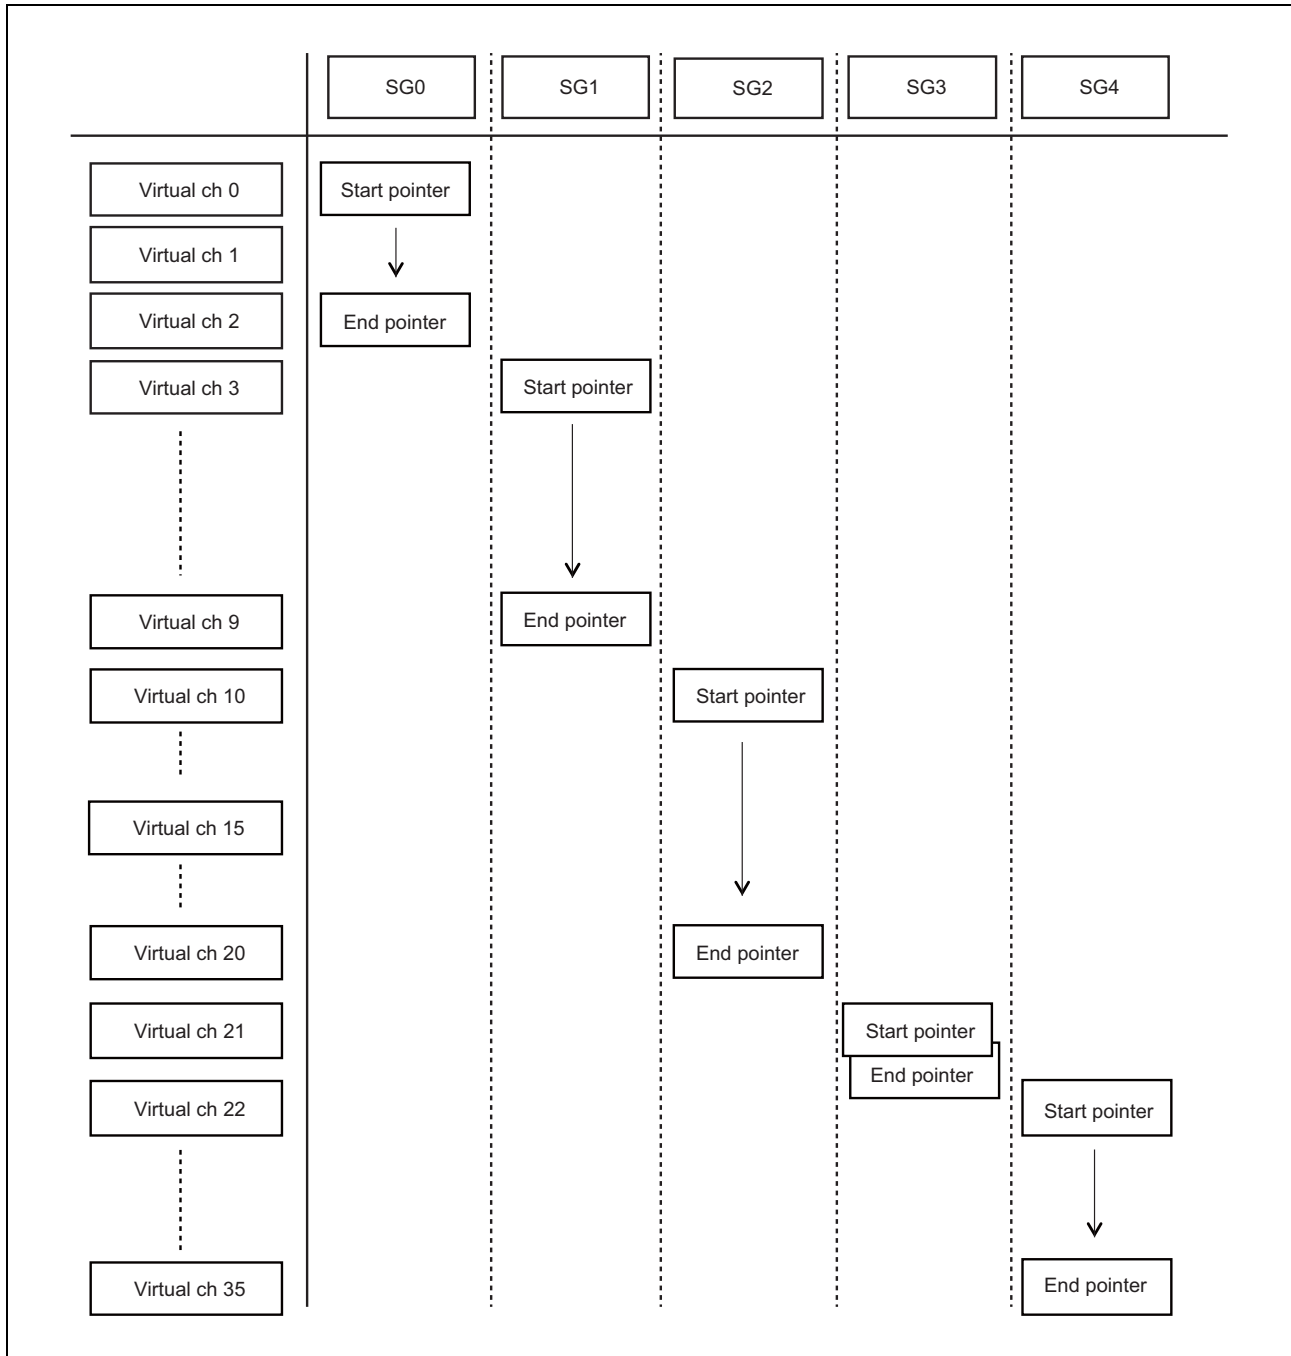 SG0 SG1 SG2 SG3 SG4
Virtual ch 0 Start pointer
Virtual ch 1
Virtual ch 2 End pointer
Virtual ch 3 Start pointer
Virtual ch 9 End pointer
Virtual ch 10 Start pointer
Virtual ch 15
Virtual ch 20 End pointer
Virtual ch 21 Start pointer
End pointer
Virtual ch 22 Start pointer
Virtual ch 35 End pointer